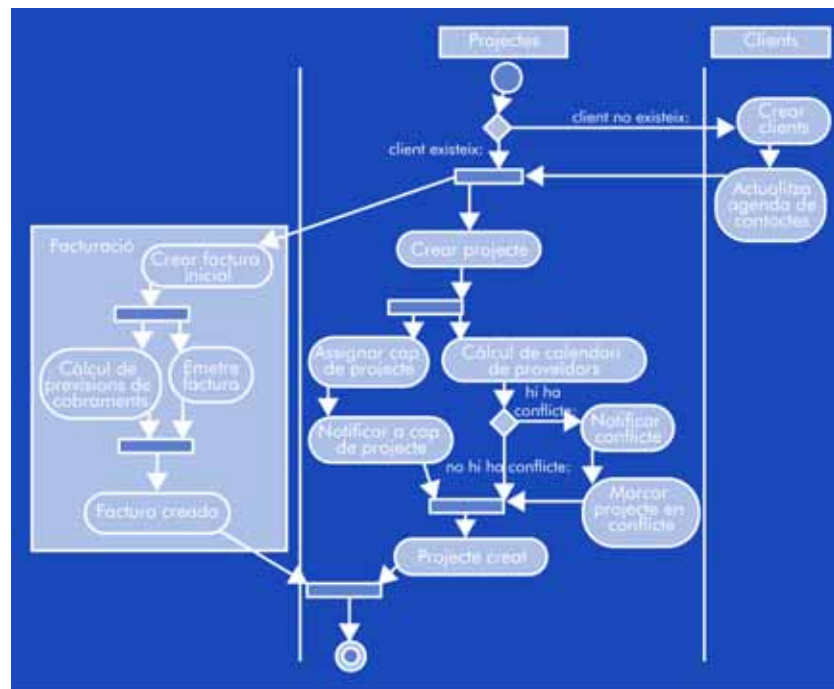 Projectes
Clients
client no existeix:
Crear
clients
client existeix:
Actualitza
agenda de
contactes
Facturació
Crear factura
inicial
Crear projecte
Assignar cap
de projecte
Càlcul de calendari
de proveïdors
Càlcul de
previsions de
cobraments
Emetre
factura
hi ha
conflicte:
Notificar
conflicte
Notificar a cap
de projecte
no hi ha conflicte:
Marcar
projecte en
conflicte
Factura creada
Projecte creat